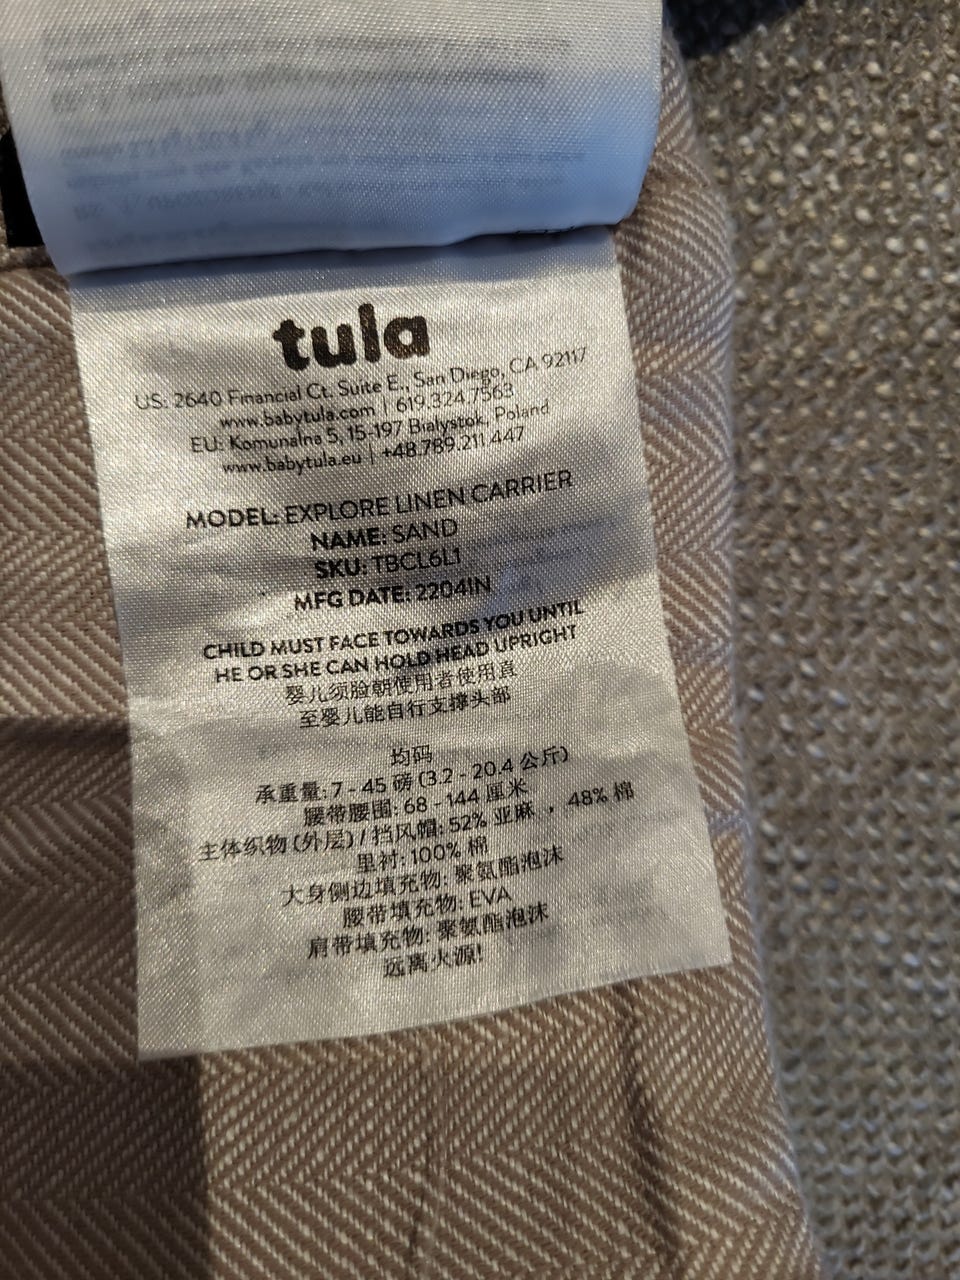 tula
US: 2640 Financial Ct. Suite E., San Diego, CA 92117
www.babytula.com | 619.324.7563
EU: Komunalna 5, 15-197 Bialystok, Poland
www.babytula.eu | +48.789.211.447
MODEL: EXPLORE LINEN CARRIER
NAME: SAND
SKU: TBCL6L1
MFG DATE: 2204IN
CHILD MUST FACE TOWARDS YOU UNTIL
HE OR SHE CAN HOLD HEAD UPRIGHT
婴儿须脸朝使用者使用直
至婴儿能自行支撑头部
均码
承重量: 7 - 45 磅 (3.2 - 20.4 公斤)
腰带腰围: 68 - 144 厘米
主体织物 (外层) / 挡风帽: 52% 亚麻 , 48% 棉
里衬: 100% 棉
大身侧边填充物: 聚氨酯泡沫
腰带填充物: EVA
肩带填充物: 聚氨酯泡沫
远离火源!